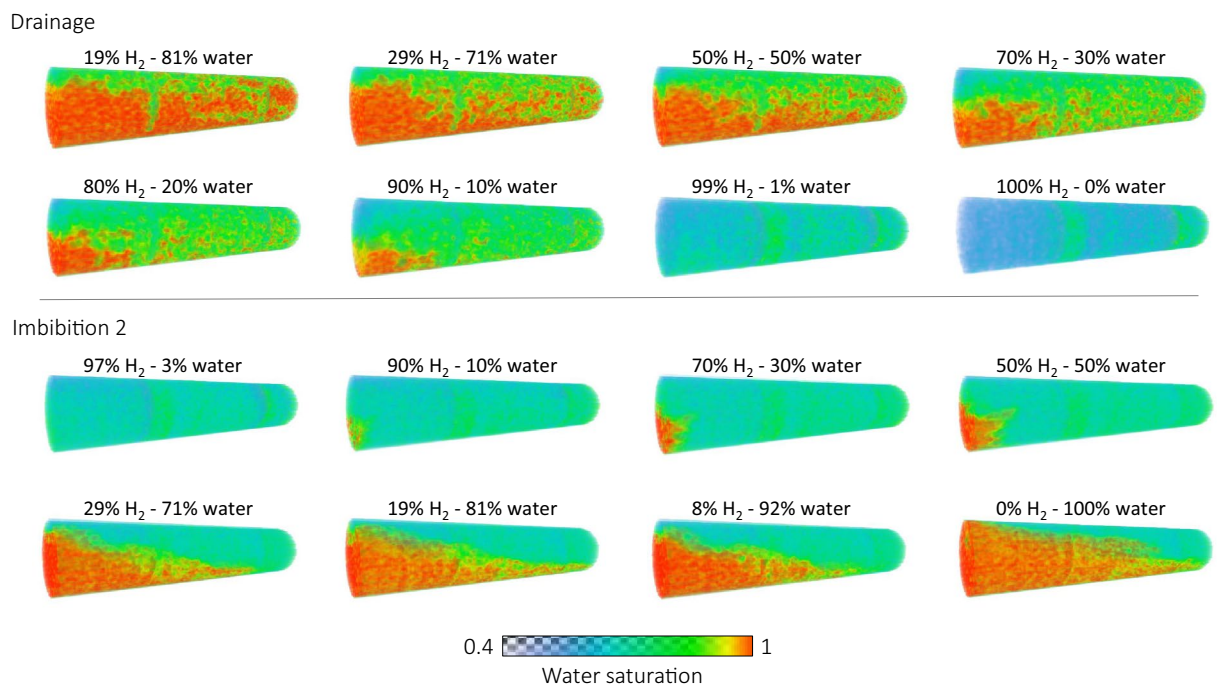 Drainage
19% H₂ - 81% water
29% H₂ - 71% water
50% H₂ - 50% water
70% H₂ - 30% water
80% H₂ - 20% water
90% H₂ - 10% water
99% H₂ - 1% water
100% H₂ - 0% water
Imbibition 2
97% H₂ - 3% water
90% H₂ - 10% water
70% H₂ - 30% water
50% H₂ - 50% water
29% H₂ - 71% water
19% H₂ - 81% water
8% H₂ - 92% water
0% H₂ - 100% water
0.4 1
Water saturation